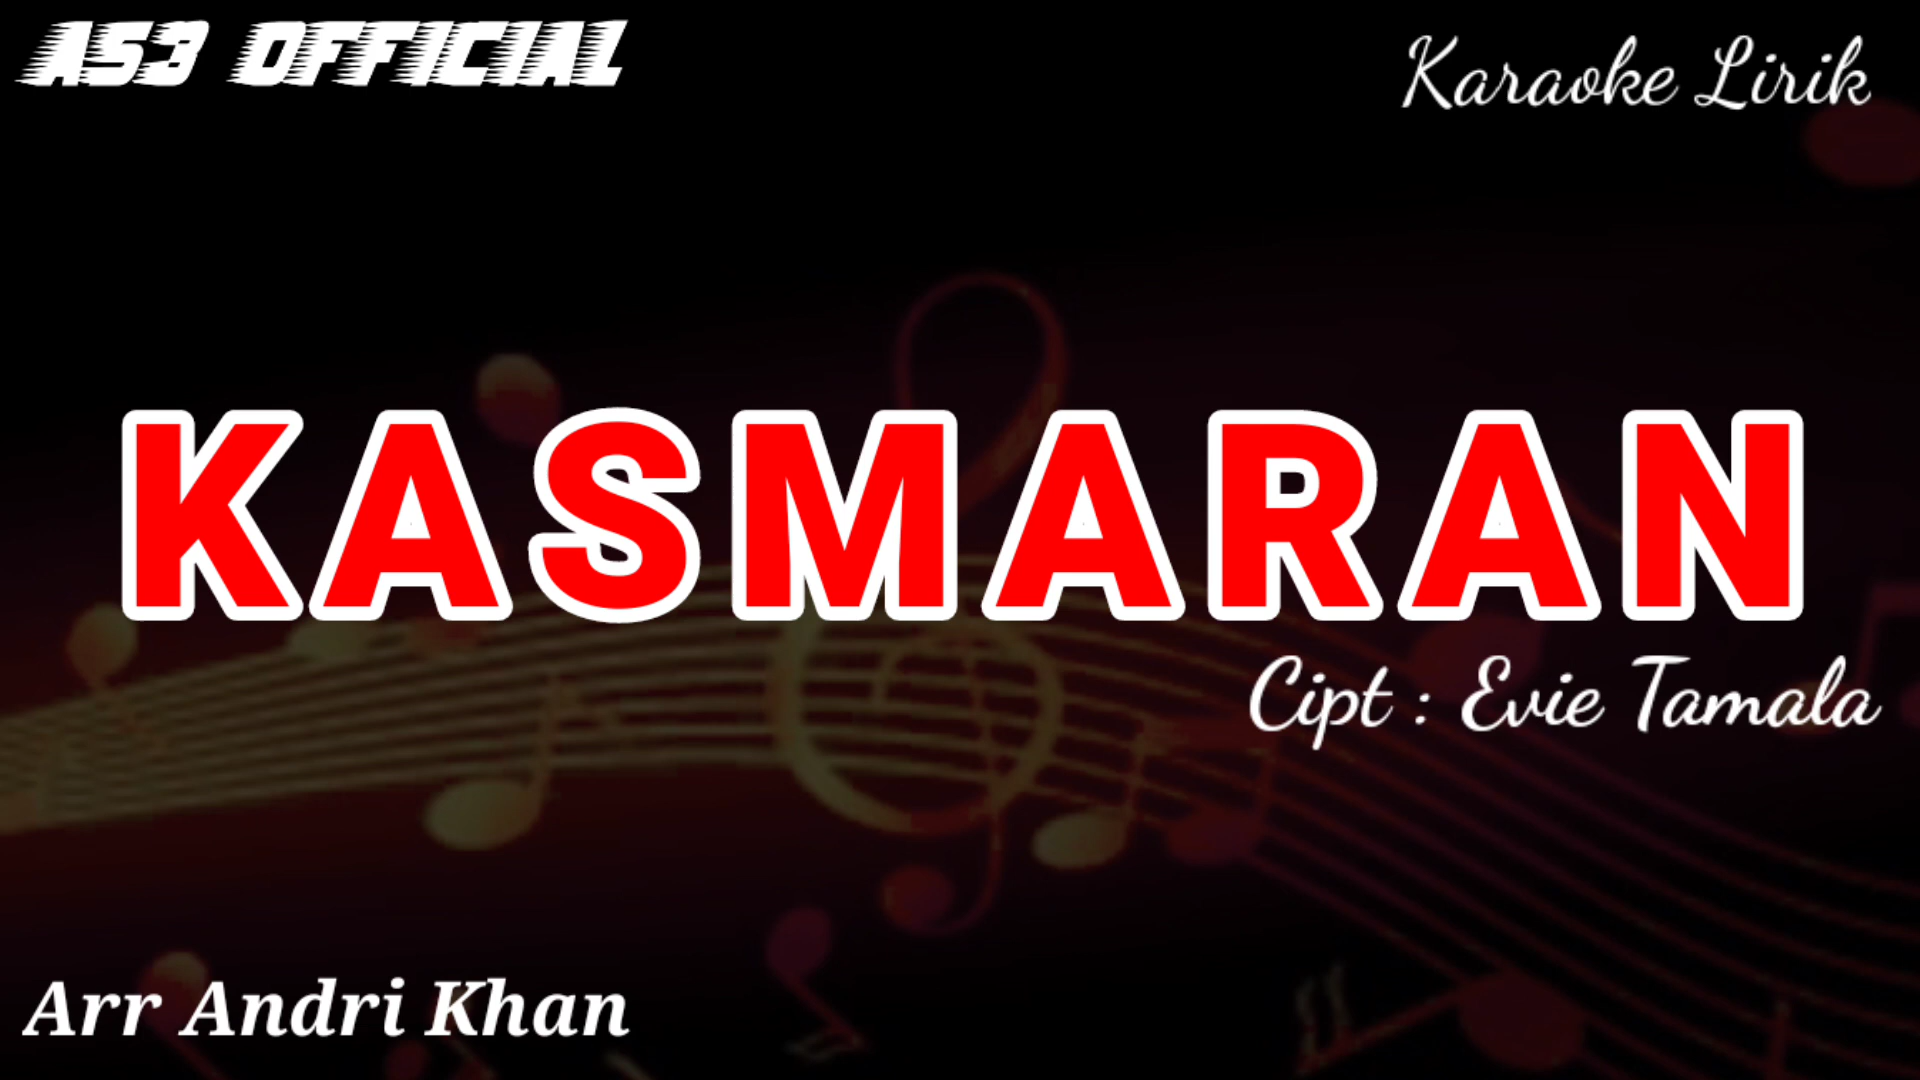 AS3 OFFICIAL
Karaoke Lirik
KASMARAN
Cipt : Evie Tamala
Arr Andri Khan